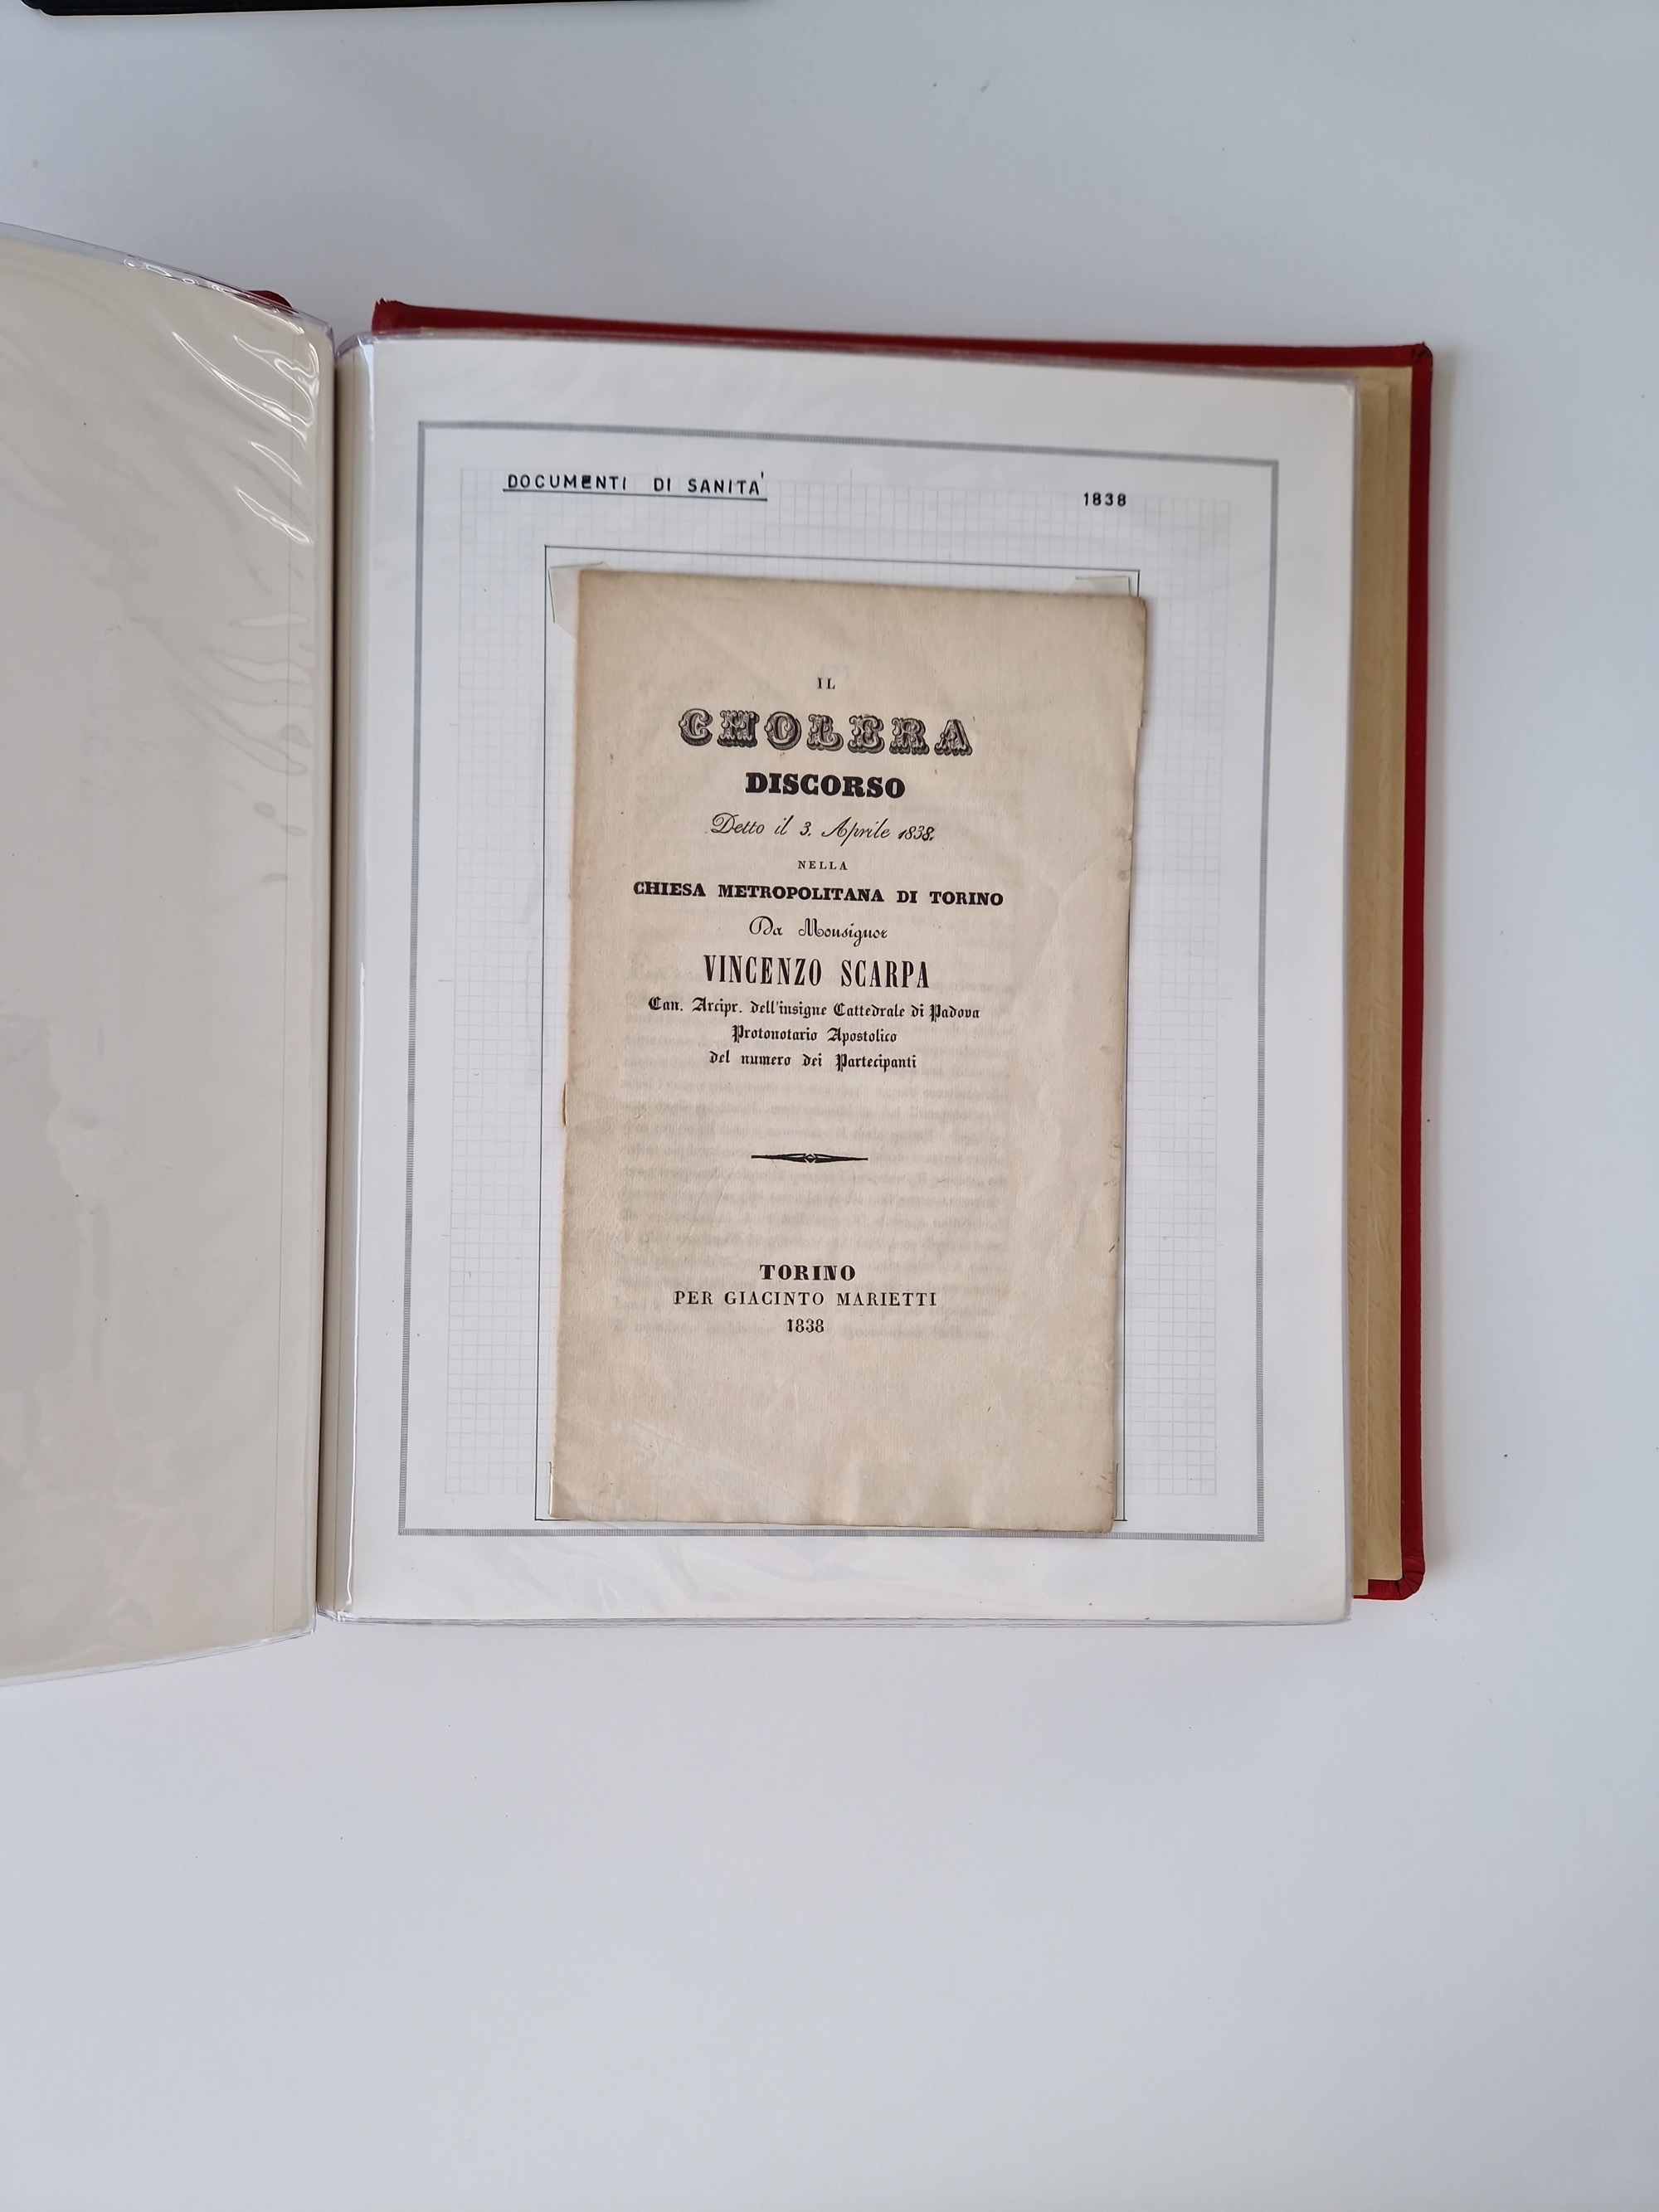 DOCUMENTI DI SANITA'
1838
IL
CHOLERA
DISCORSO
Detto il 3. Aprile 1838.
NELLA
CHIESA METROPOLITANA DI TORINO
Da Monsignor
VINCENZO SCARPA
Can. Arcipr. dell'insigne Cattedrale di Padova
Protonotario Apostolico
del numero dei Partecipanti
TORINO
PER GIACINTO MARIETTI
1838